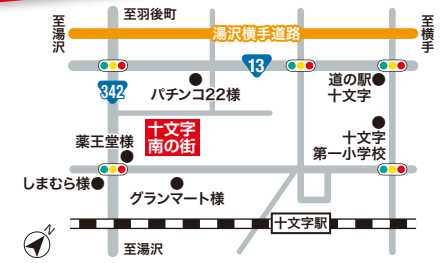 至羽後町
至湯沢
湯沢横手道路
至横手
13
342
パチンコ22様
道の駅
十文字
十文字
南の街
薬王堂様
十文字
第一小学校
しまむら様
グランマート様
十文字駅
N
至湯沢